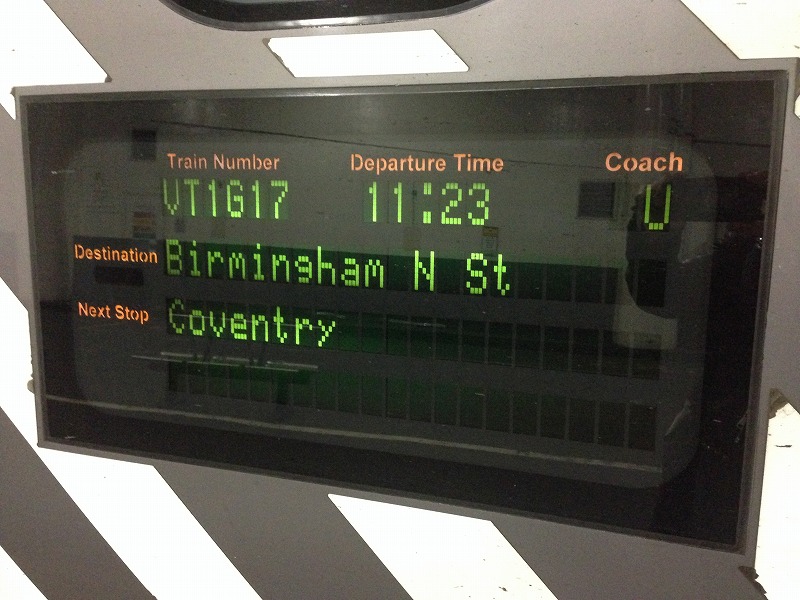 Train Number Departure Time Coach
VT1G17 11:23 U
Destination Birmingham N St
Next Stop Coventry